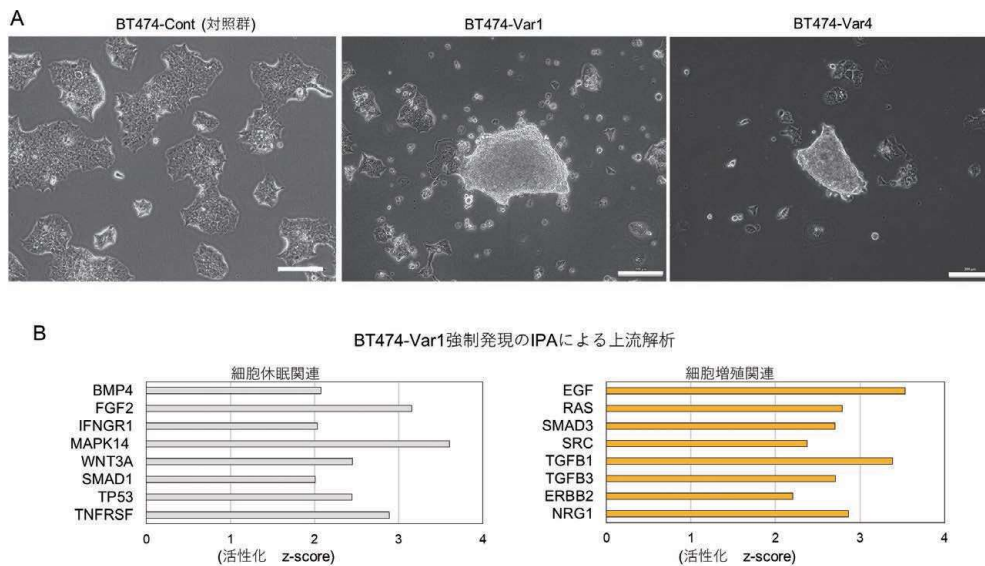 A
BT474-Cont (対照群)
BT474-Var1
BT474-Var4
B
BT474-Var1強制発現のIPAによる上流解析
細胞休眠関連
BMP4
FGF2
IFNGR1
MAPK14
WNT3A
SMAD1
TP53
TNFRSF
0 1 2 3 4
(活性化 z-score)
細胞増殖関連
EGF
RAS
SMAD3
SRC
TGFB1
TGFB3
ERBB2
NRG1
0 1 2 3 4
(活性化 z-score)